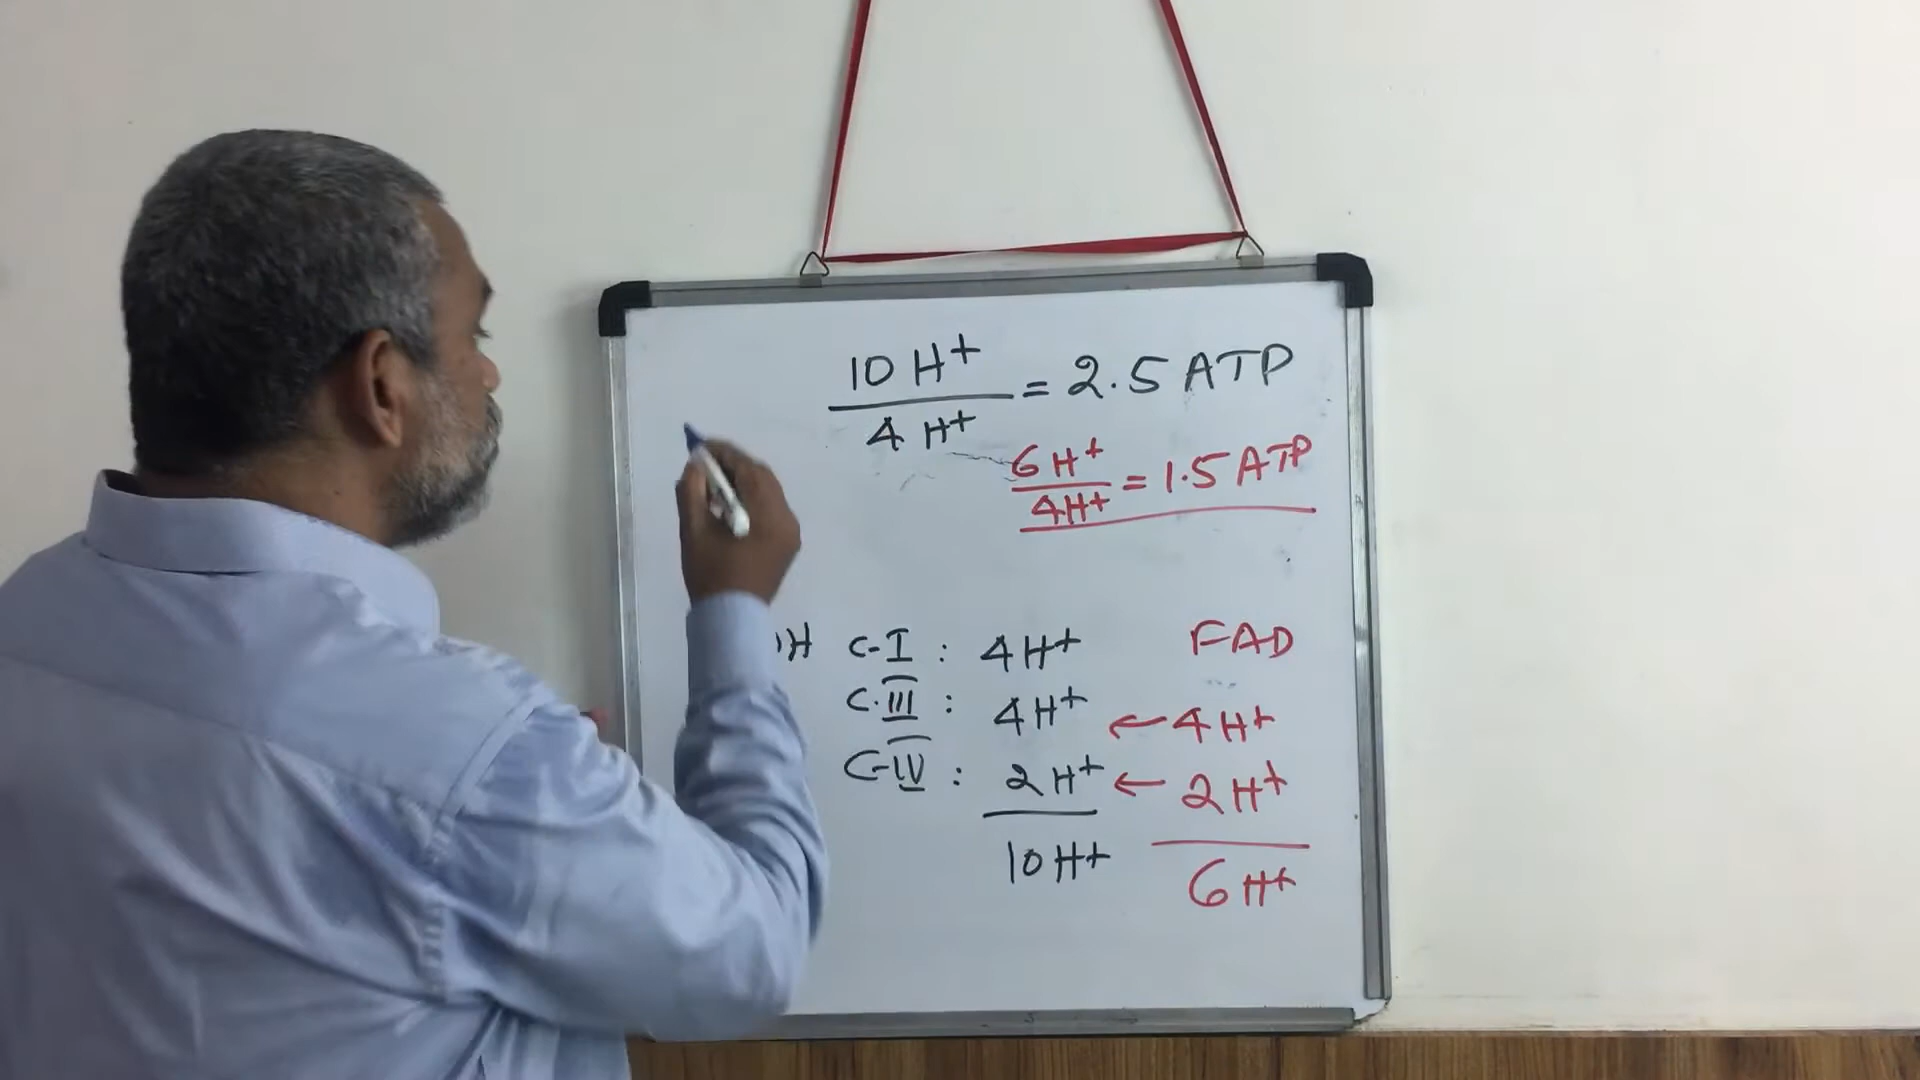 10 H+
4 H+
= 2.5 ATP
6 H+
4H+
= 1.5 ATP
H C-I : 4H+ FAD
C.III : 4H+ ← 4H+
C-IV : 2H+ ← 2H+
10H+ 6H+